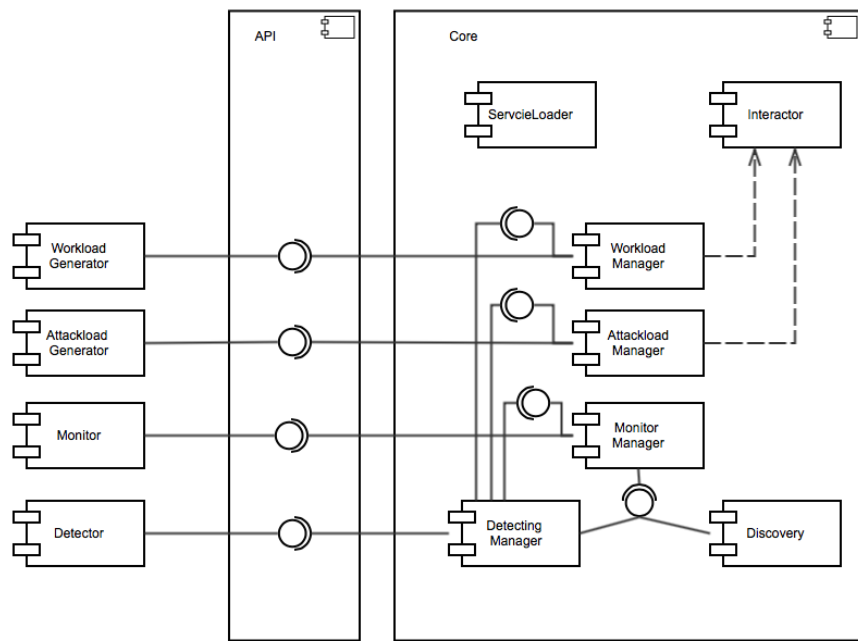 API
Core
ServcieLoader
Interactor
Workload
Generator
Workload
Manager
Attackload
Generator
Attackload
Manager
Monitor
Monitor
Manager
Detector
Detecting
Manager
Discovery